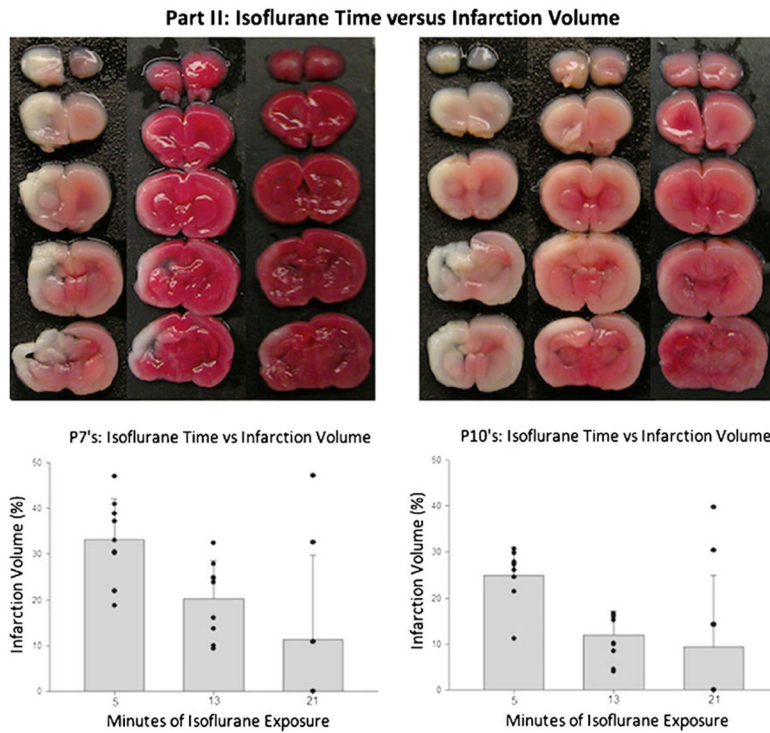 Part II: Isoflurane Time versus Infarction Volume
P7's: Isoflurane Time vs Infarction Volume
Infarction Volume (%)
50
40
30
20
10
0
5 13 21
Minutes of Isoflurane Exposure
P10's: Isoflurane Time vs Infarction Volume
Infarction Volume (%)
50
40
30
20
10
0
5 13 21
Minutes of Isoflurane Exposure